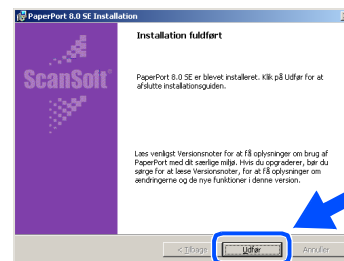 PaperPort 8.0 SE Installation
Installation fuldført
ScanSoft
PaperPort 8.0 SE er blevet installeret. Klik på Udfør for at
afslutte installationsguiden.
Læs venligst Versionsnoter for at få oplysninger om brug af
PaperPort med dit særlige miljø. Hvis du opgraderer, bør du
sørge for at læse Versionsnoter, for at få oplysninger om
ændringerne og de nye funktioner i denne version.
< Tilbage Udfør Annuller